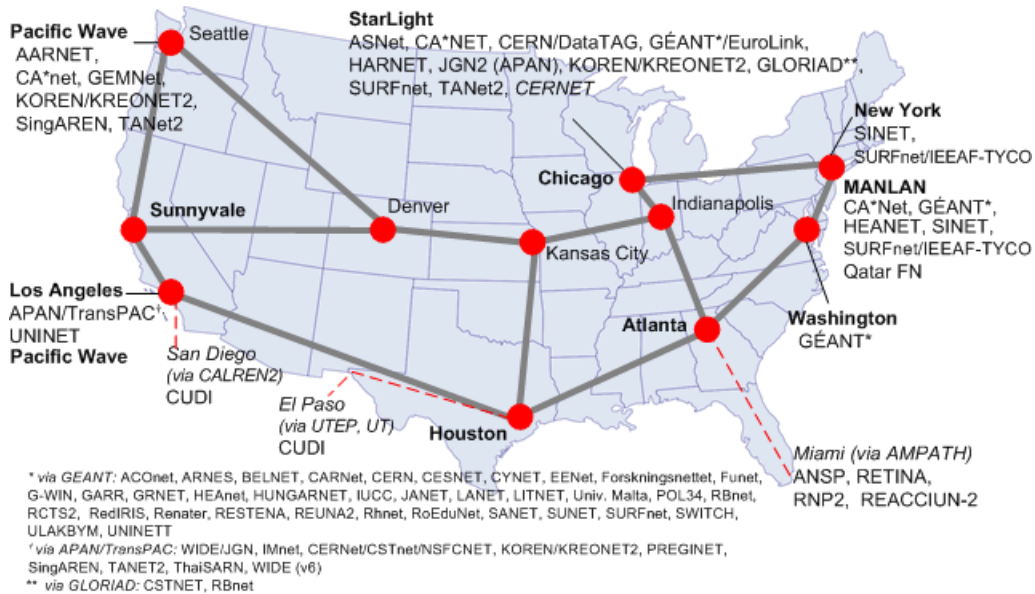 Pacific Wave
AARNET,
CA*net, GEMNet,
KOREN/KREONET2,
SingAREN, TANet2
Seattle
StarLight
ASNet, CA*NET, CERN/DataTAG, GÉANT*/EuroLink,
HARNET, JGN2 (APAN), KOREN/KREONET2, GLORIAD**,
SURFnet, TANet2, CERNET
New York
SINET,
SURFnet/IEEAF-TYCO
Chicago
MANLAN
CA*Net, GÉANT*,
HEANET, SINET,
SURFnet/IEEAF-TYCO
Qatar FN
Indianapolis
Sunnyvale
Denver
Kansas City
Los Angeles
APAN/TransPAC†,
UNINET
Pacific Wave
Atlanta
Washington
GÉANT*
San Diego
(via CALREN2)
CUDI
El Paso
(via UTEP, UT)
CUDI
Houston
Miami (via AMPATH)
ANSP, RETINA,
RNP2, REACCIUN-2
* via GEANT: ACOnet, ARNES, BELNET, CARNet, CERN, CESNET, CYNET, EENet, Forskningsnettet, Funet,
G-WIN, GARR, GRNET, HEAnet, HUNGARNET, IUCC, JANET, LANET, LITNET, Univ. Malta, POL34, RBnet,
RCTS2, RedIRIS, Renater, RESTENA, REUNA2, Rhnet, RoEduNet, SANET, SUNET, SURFnet, SWITCH,
ULAKBYM, UNINETT
† via APAN/TransPAC: WIDE/JGN, IMnet, CERNet/CSTnet/NSFCNET, KOREN/KREONET2, PREGINET,
SingAREN, TANET2, ThaiSARN, WIDE (v6)
** via GLORIAD: CSTNET, RBnet